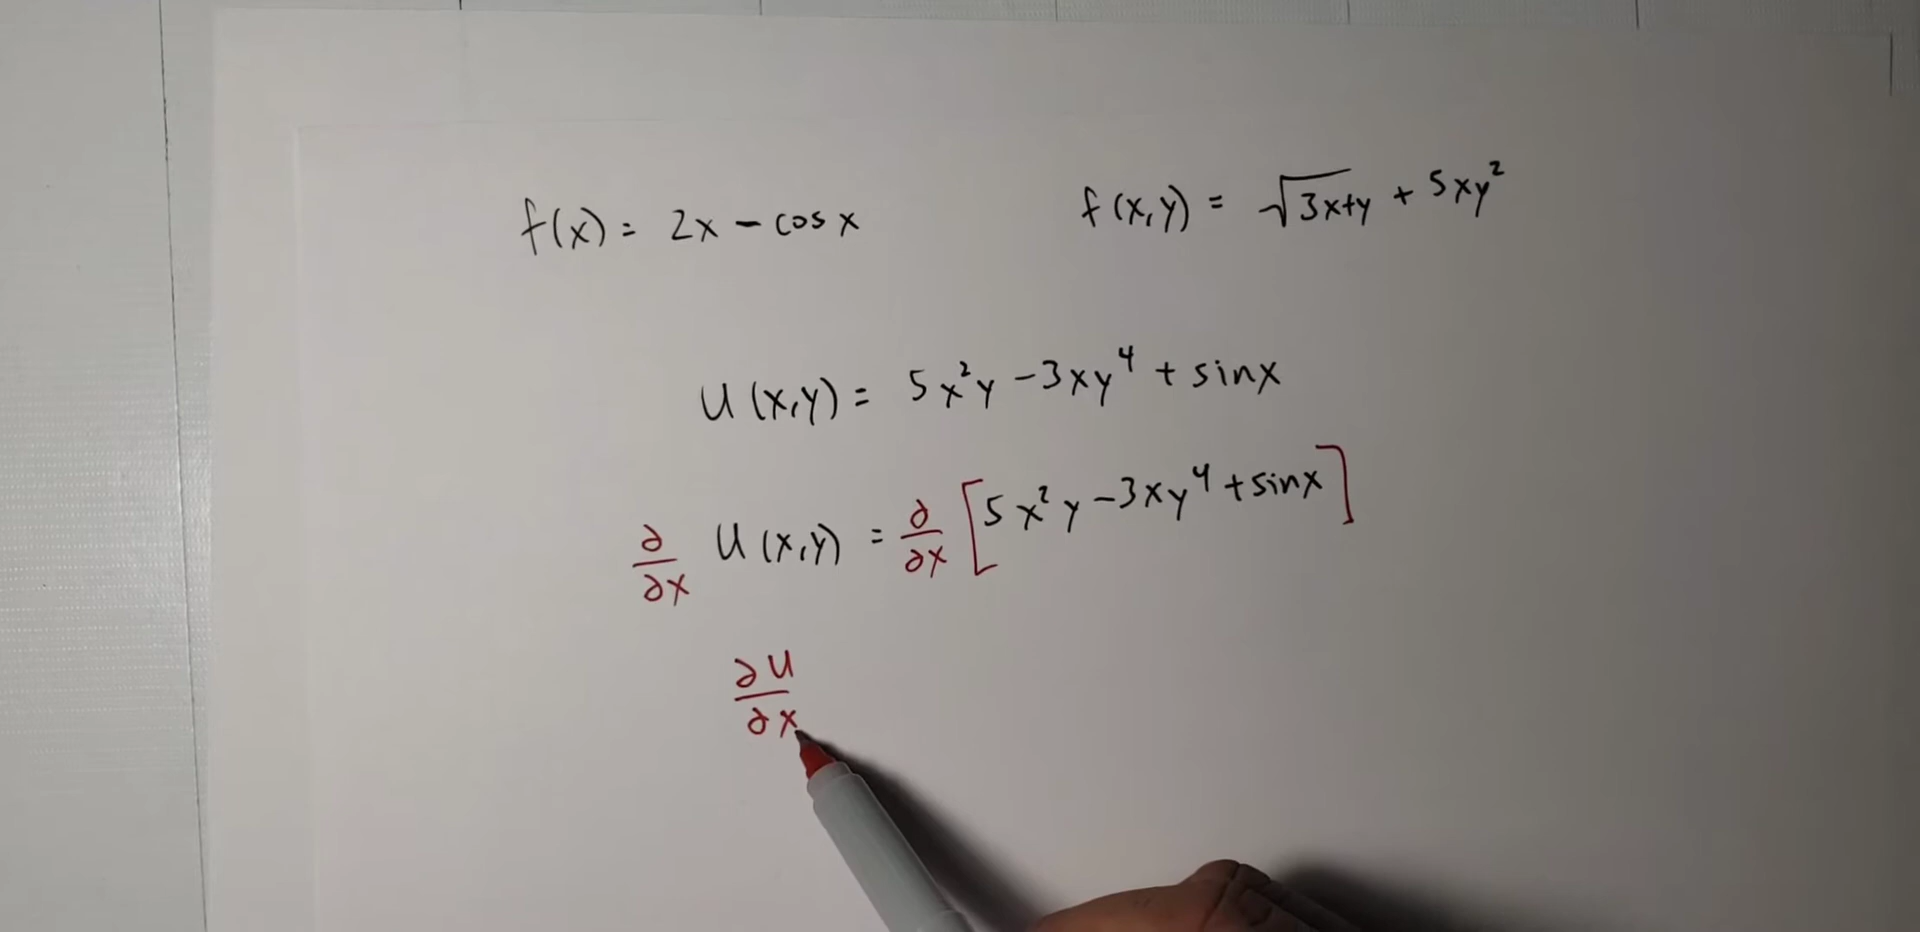 f(x) = 2x - cos x
f(x,y) = √3x+y + 5xy²
U(x,y) = 5x²y - 3xy⁴ + sinx
∂/∂x U(x,y) = ∂/∂x [5x²y - 3xy⁴ + sinx]
∂U/∂x